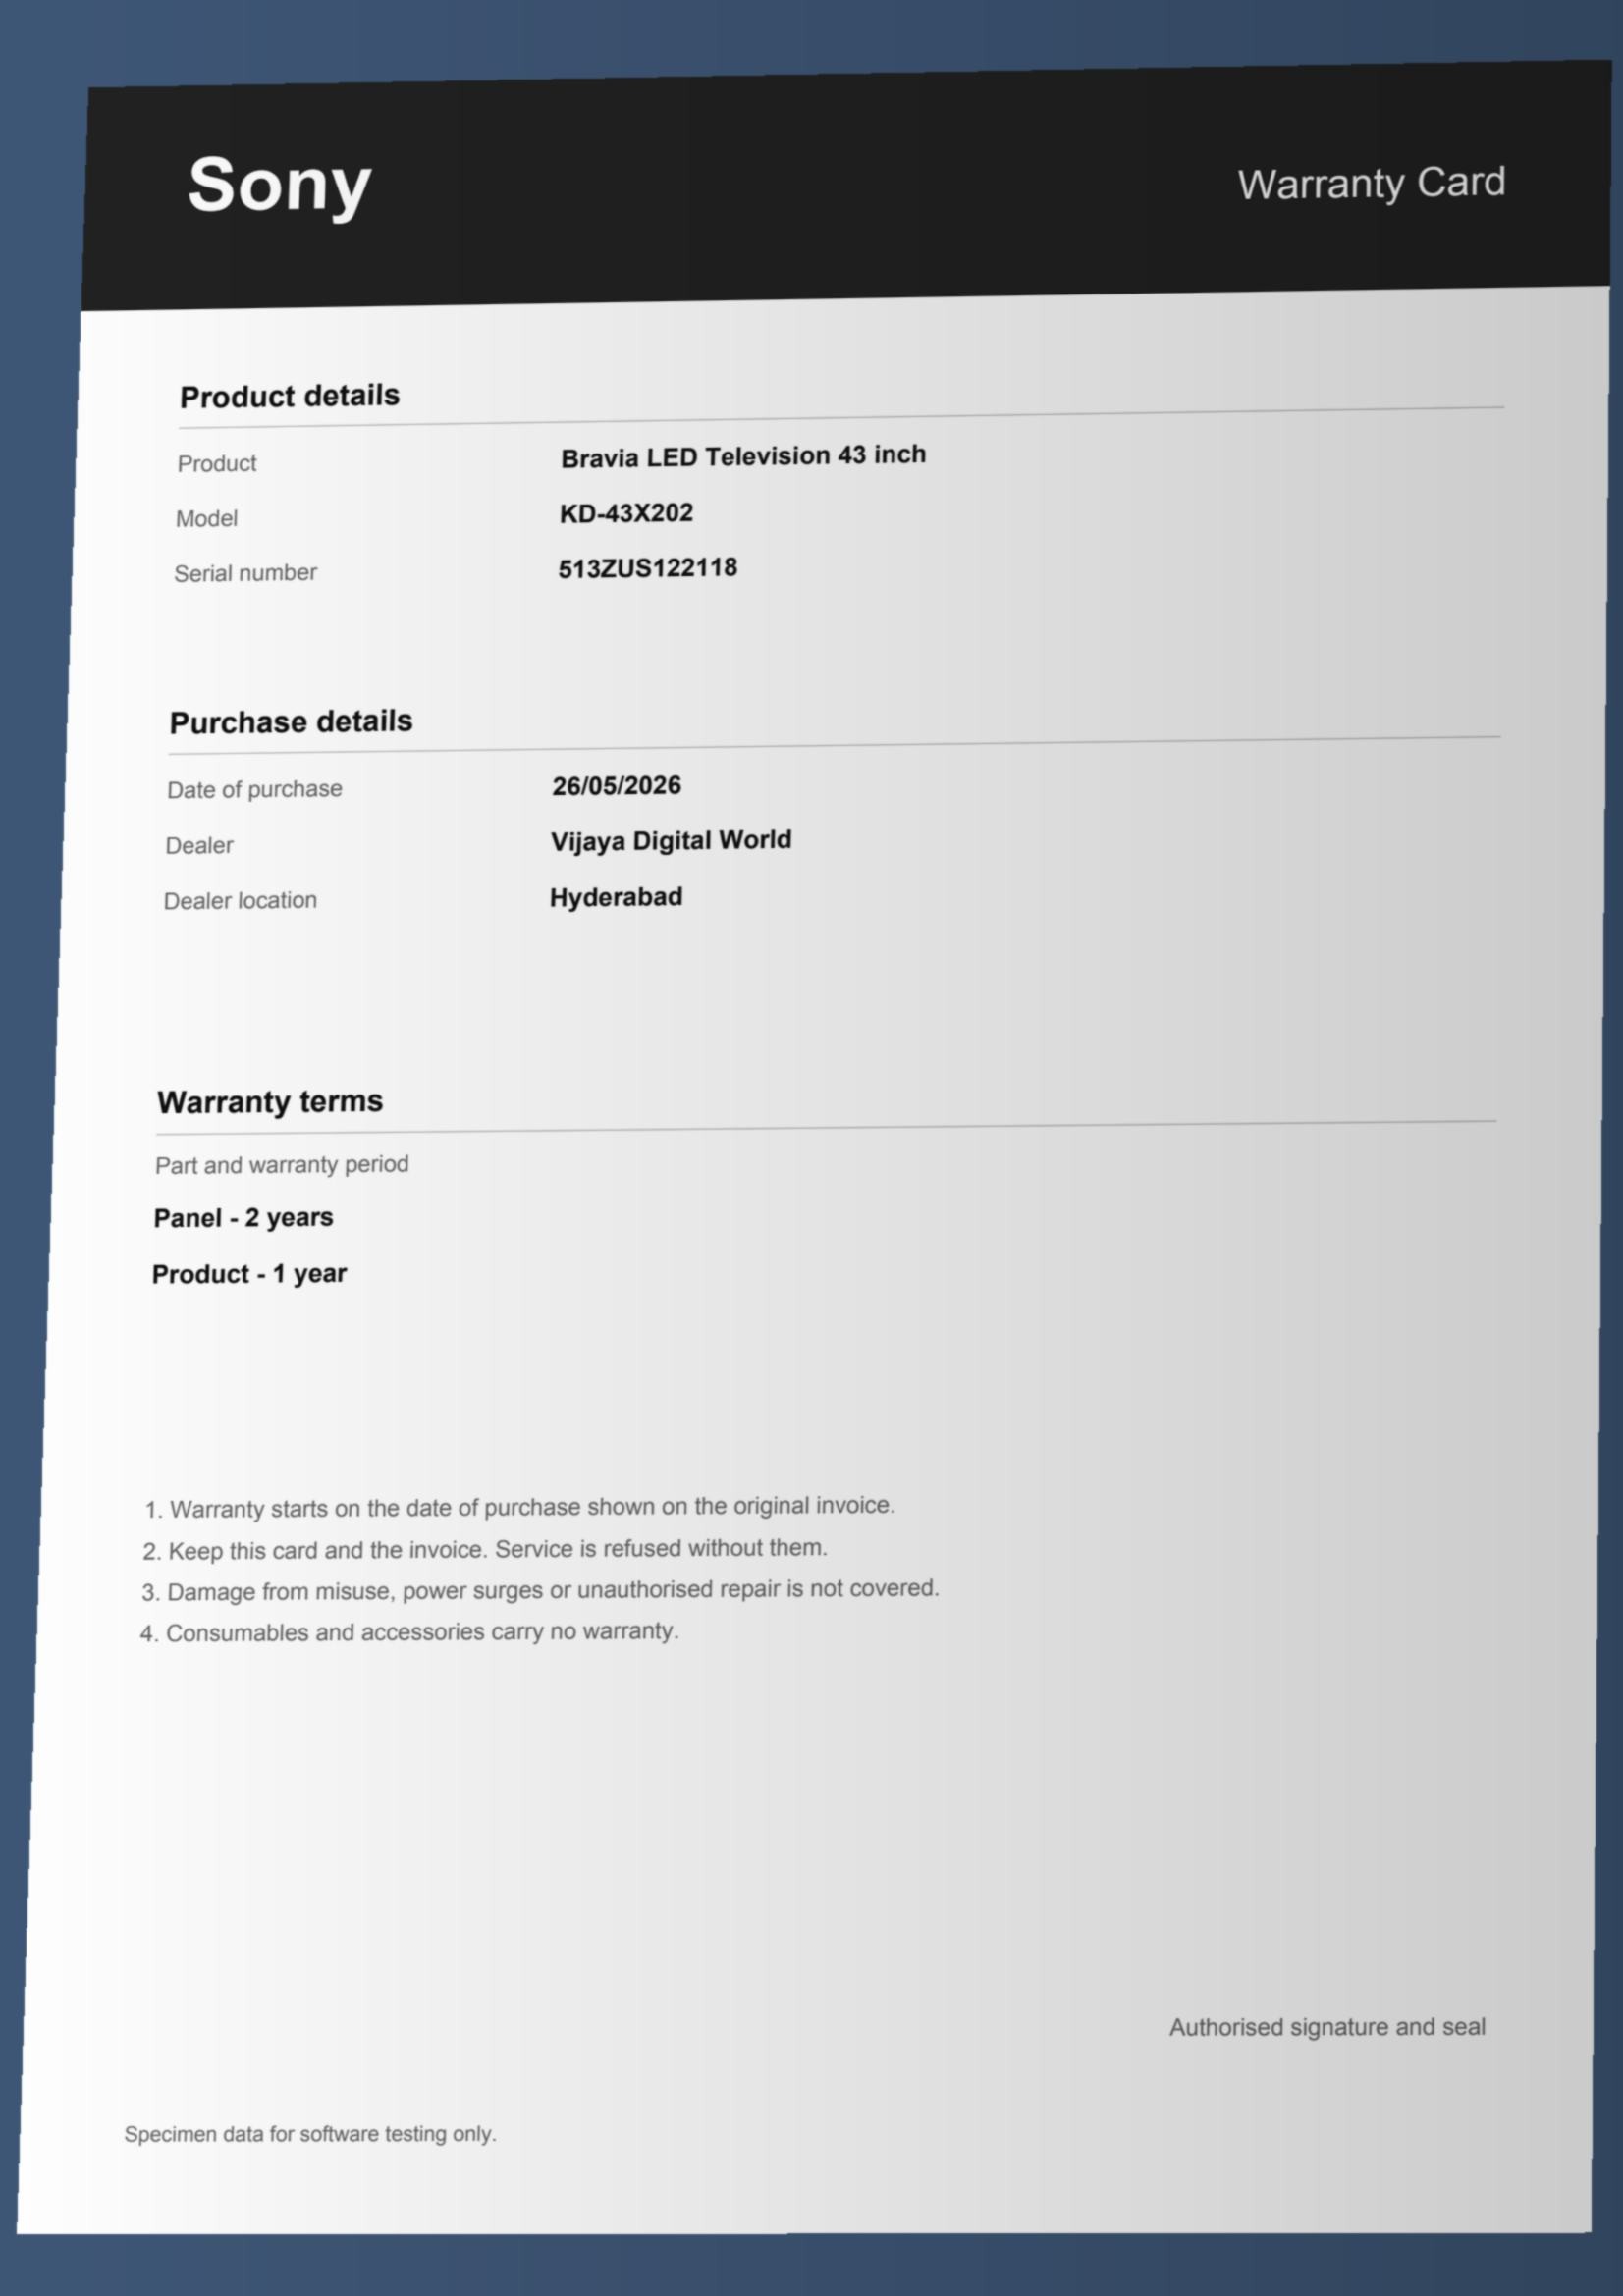 Sony
Warranty Card
Product details
Product Bravia LED Television 43 inch
Model KD-43X202
Serial number 513ZUS122118
Purchase details
Date of purchase 26/05/2026
Dealer Vijaya Digital World
Dealer location Hyderabad
Warranty terms
Part and warranty period
Panel - 2 years
Product - 1 year
1. Warranty starts on the date of purchase shown on the original invoice.
2. Keep this card and the invoice. Service is refused without them.
3. Damage from misuse, power surges or unauthorised repair is not covered.
4. Consumables and accessories carry no warranty.
Authorised signature and seal
Specimen data for software testing only.